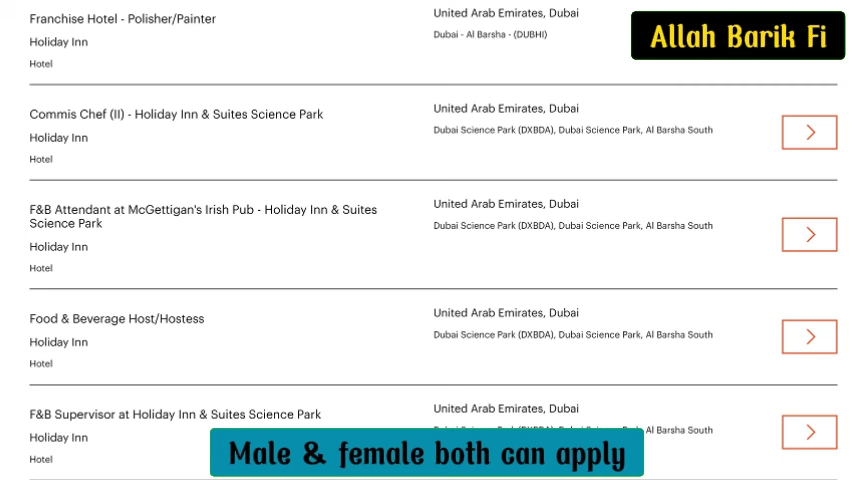 Franchise Hotel - Polisher/Painter
Holiday Inn
Hotel
United Arab Emirates, Dubai
Dubai - Al Barsha - (DUBHI)
Allah Barik Fi
Commis Chef (II) - Holiday Inn & Suites Science Park
Holiday Inn
Hotel
United Arab Emirates, Dubai
Dubai Science Park (DXBDA), Dubai Science Park, Al Barsha South
F&B Attendant at McGettigan's Irish Pub - Holiday Inn & Suites
Science Park
Holiday Inn
Hotel
United Arab Emirates, Dubai
Dubai Science Park (DXBDA), Dubai Science Park, Al Barsha South
Food & Beverage Host/Hostess
Holiday Inn
Hotel
United Arab Emirates, Dubai
Dubai Science Park (DXBDA), Dubai Science Park, Al Barsha South
F&B Supervisor at Holiday Inn & Suites Science Park
Holiday Inn
Hotel
United Arab Emirates, Dubai
Al Barsha South
Male & female both can apply